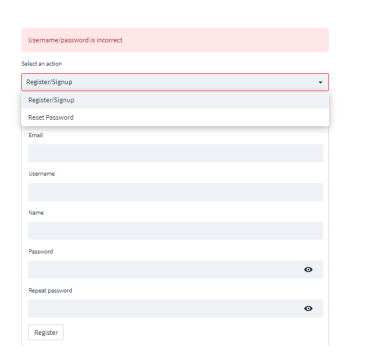 Username/password is incorrect
Select an action
Register/Signup
Register/Signup
Reset Password
Email
Username
Name
Password
Repeat password
Register